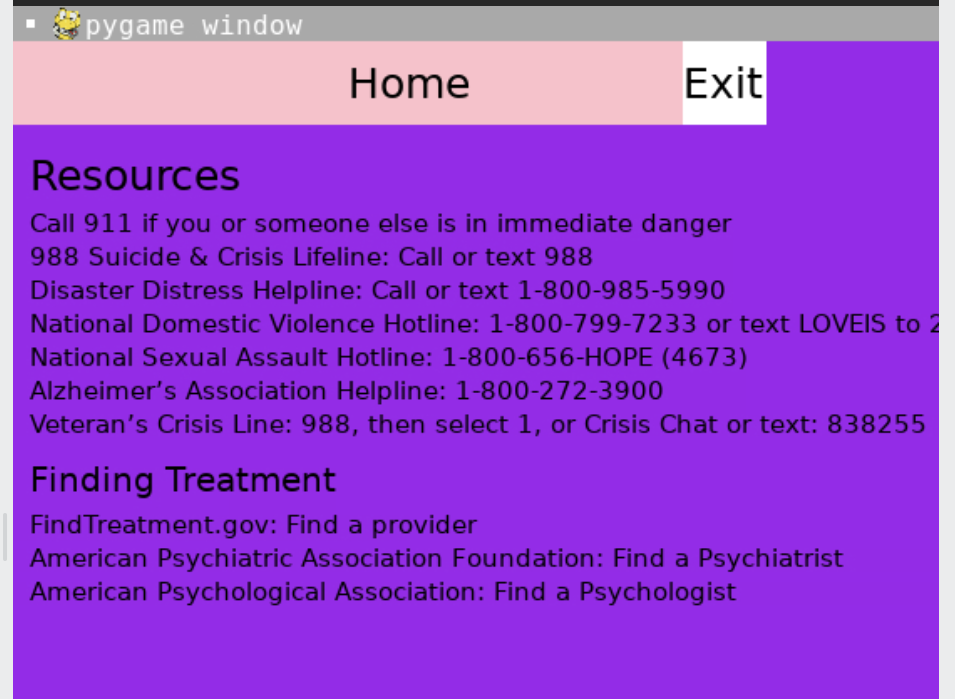 pygame window
Home Exit
Resources
Call 911 if you or someone else is in immediate danger
988 Suicide & Crisis Lifeline: Call or text 988
Disaster Distress Helpline: Call or text 1-800-985-5990
National Domestic Violence Hotline: 1-800-799-7233 or text LOVEIS to 2
National Sexual Assault Hotline: 1-800-656-HOPE (4673)
Alzheimer’s Association Helpline: 1-800-272-3900
Veteran’s Crisis Line: 988, then select 1, or Crisis Chat or text: 838255
Finding Treatment
FindTreatment.gov: Find a provider
American Psychiatric Association Foundation: Find a Psychiatrist
American Psychological Association: Find a Psychologist